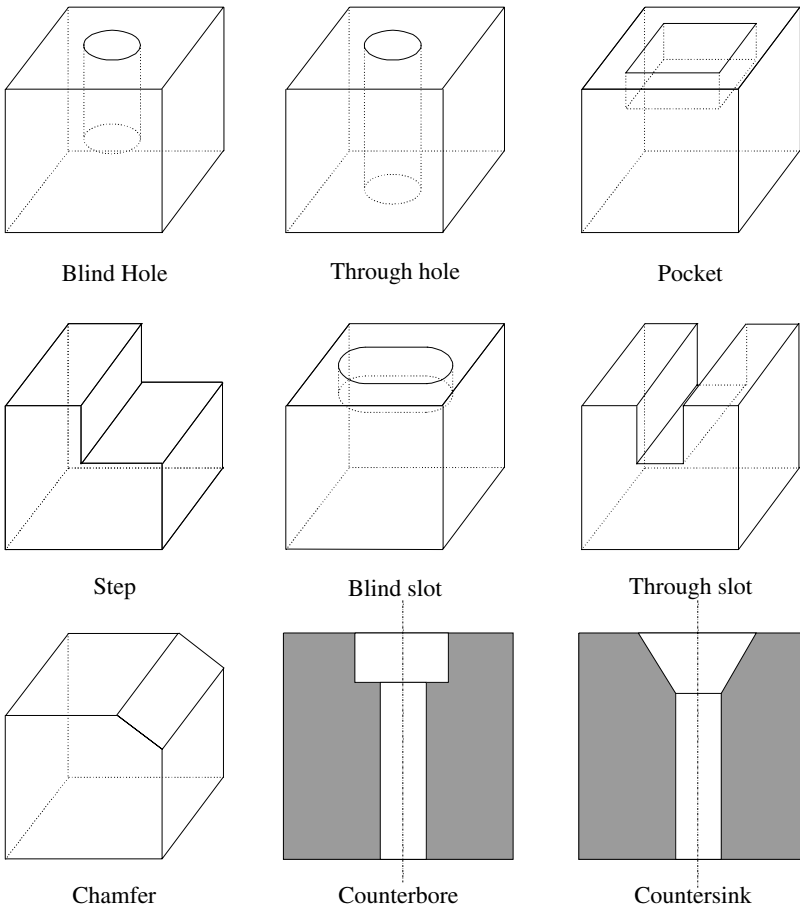 Blind Hole
Through hole
Pocket
Step
Blind slot
Through slot
Chamfer
Counterbore
Countersink